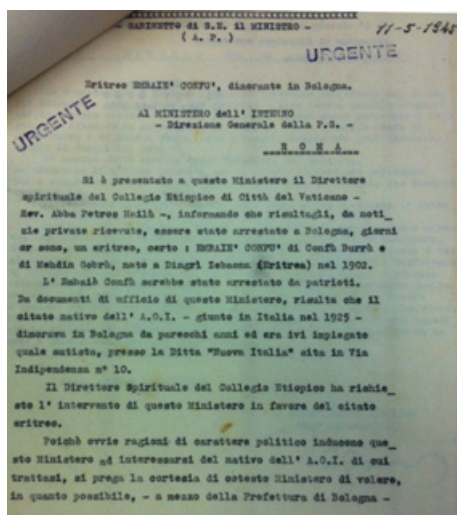 - GABINETTO di S.E. il MINISTRO -
11-5-1945
( A. P. )
URGENTE
Eritreo EMBAIE' CONFU', dimorante in Bologna.
URGENTE
Al MINISTERO dell' INTERNO
- Direzione Generale della P.S. -
R O M A
Si è presentato a questo Ministero il Direttore
spirituale del Collegio Etiopico di Città del Vaticano -
Rev. Abba Petros Hailù -, informando che risultagli, da noti_
zie private ricevute, essere stato arrestato a Bologna, giorni
or sono, un eritreo, certo : EMBAIE' CONFU' di Confù Burrù e
di Mehdin Gobrù, nato a Dingri Zebaona (Eritrea) nel 1902.
L' Embaiè Confù sarebbe stato arrestato da patrioti.
Da documenti di ufficio di questo Ministero, risulta che il
citato nativo dell' A.O.I. - giunto in Italia nel 1925 -
dimorava in Bologna da parecchi anni ed era ivi impiegato
quale autista, presso la Ditta "Nuova Italia" sita in Via
Indipendenza n° 10.
Il Direttore Spirituale del Collegio Etiopico ha richie_
sto l' intervento di questo Ministero in favore del citato
eritreo.
Poichè ovvie ragioni di carattere politico inducono que_
sto Ministero ad interessarsi del nativo dell' A.O.I. di cui
trattasi, si prega la cortesia di cotesto Ministero di volere,
in quanto possibile, - a mezzo della Prefettura di Bologna -